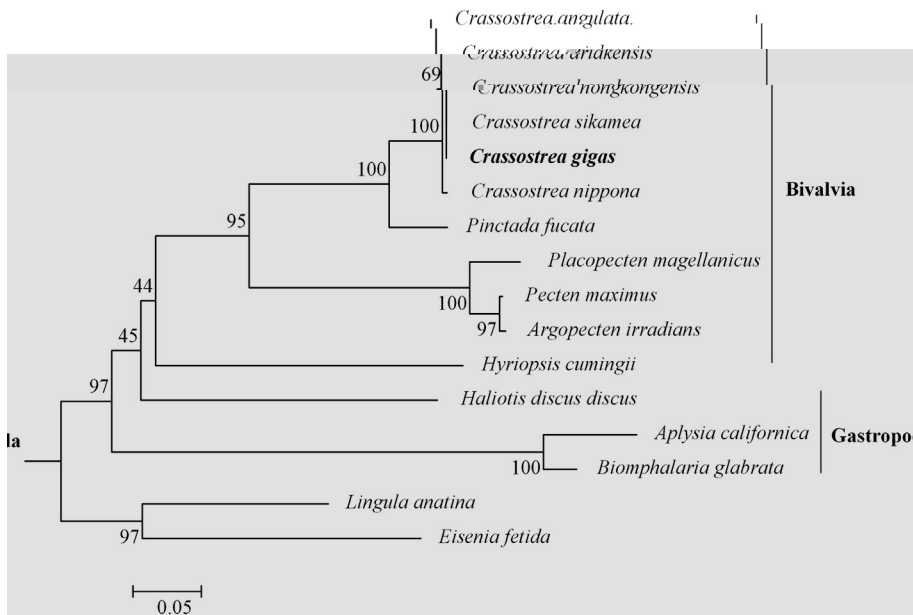 Crassostrea angulata
69
Crassostrea hongkongensis
100
Crassostrea sikamea
Crassostrea gigas
100
Crassostrea nippona
Bivalvia
95
Pinctada fucata
Placopecten magellanicus
44
100
Pecten maximus
97
Argopecten irradians
45
Hyriopsis cumingii
97
Haliotis discus discus
Aplysia californica
la
Gastropo
100
Biomphalaria glabrata
Lingula anatina
97
Eisenia fetida
0.05